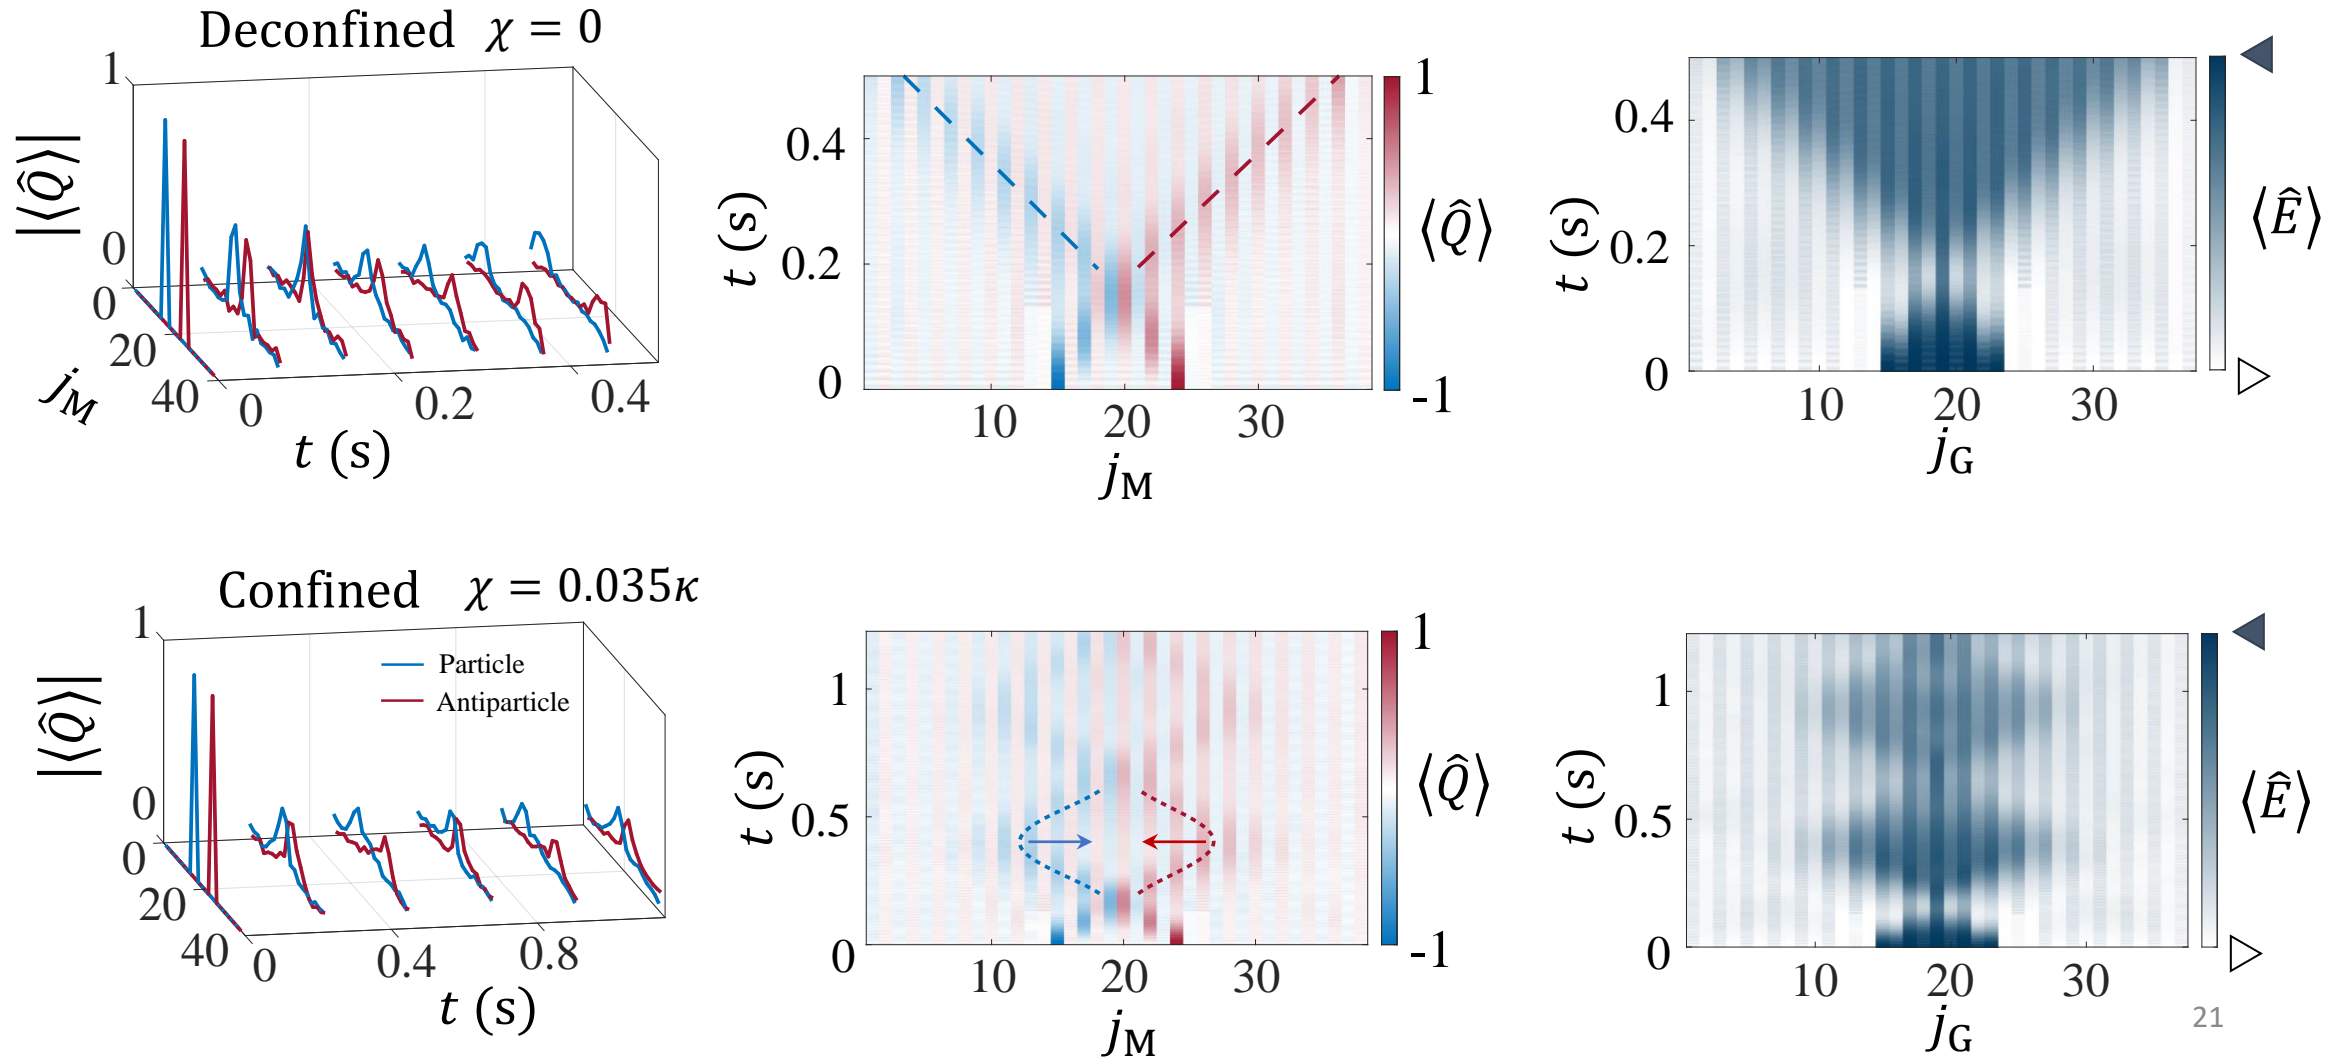 Deconfined χ = 0
1
|⟨Q̂⟩|
0
0
20
40
j_M
0
0.2
0.4
t (s)
0.4
0.2
0
t (s)
10
20
30
j_M
1
⟨Q̂⟩
-1
0.4
0.2
0
t (s)
10
20
30
j_G
⟨Ê⟩
Confined χ = 0.035κ
1
Particle
Antiparticle
|⟨Q̂⟩|
0
0
20
40
0
0.4
0.8
t (s)
1
0.5
0
t (s)
10
20
30
j_M
1
⟨Q̂⟩
-1
1
0.5
0
t (s)
10
20
30
j_G
⟨Ê⟩
21